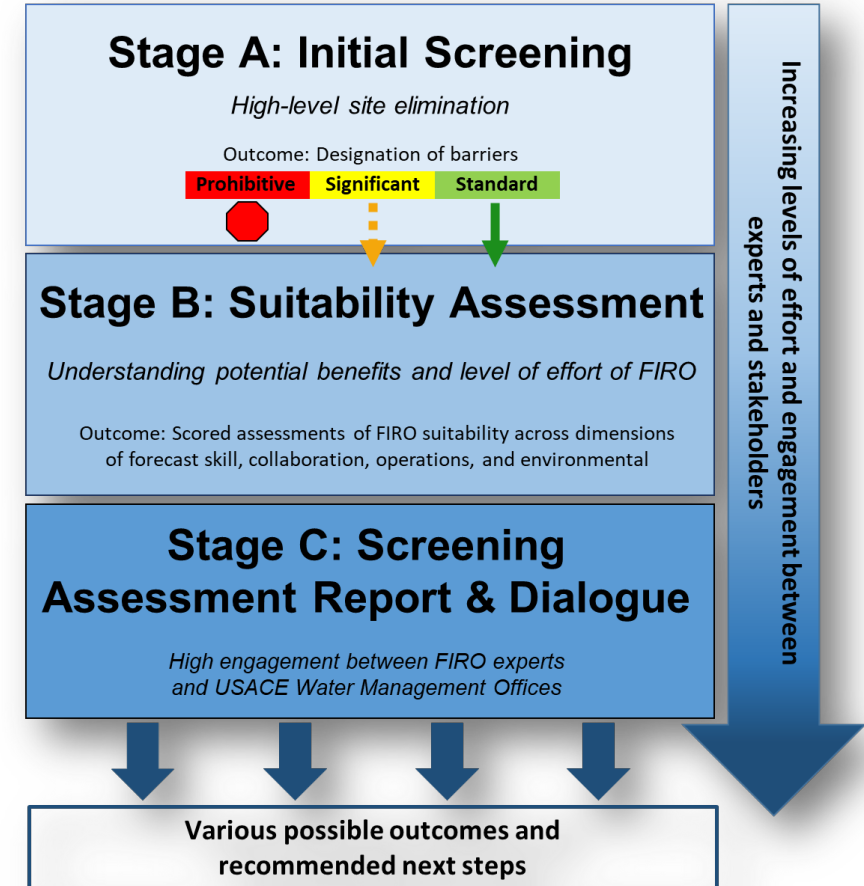 Stage A: Initial Screening
High-level site elimination
Outcome: Designation of barriers
Prohibitive Significant Standard
Stage B: Suitability Assessment
Understanding potential benefits and level of effort of FIRO
Outcome: Scored assessments of FIRO suitability across dimensions
of forecast skill, collaboration, operations, and environmental
Stage C: Screening
Assessment Report & Dialogue
High engagement between FIRO experts
and USACE Water Management Offices
Various possible outcomes and
recommended next steps
Increasing levels of effort and engagement between
experts and stakeholders